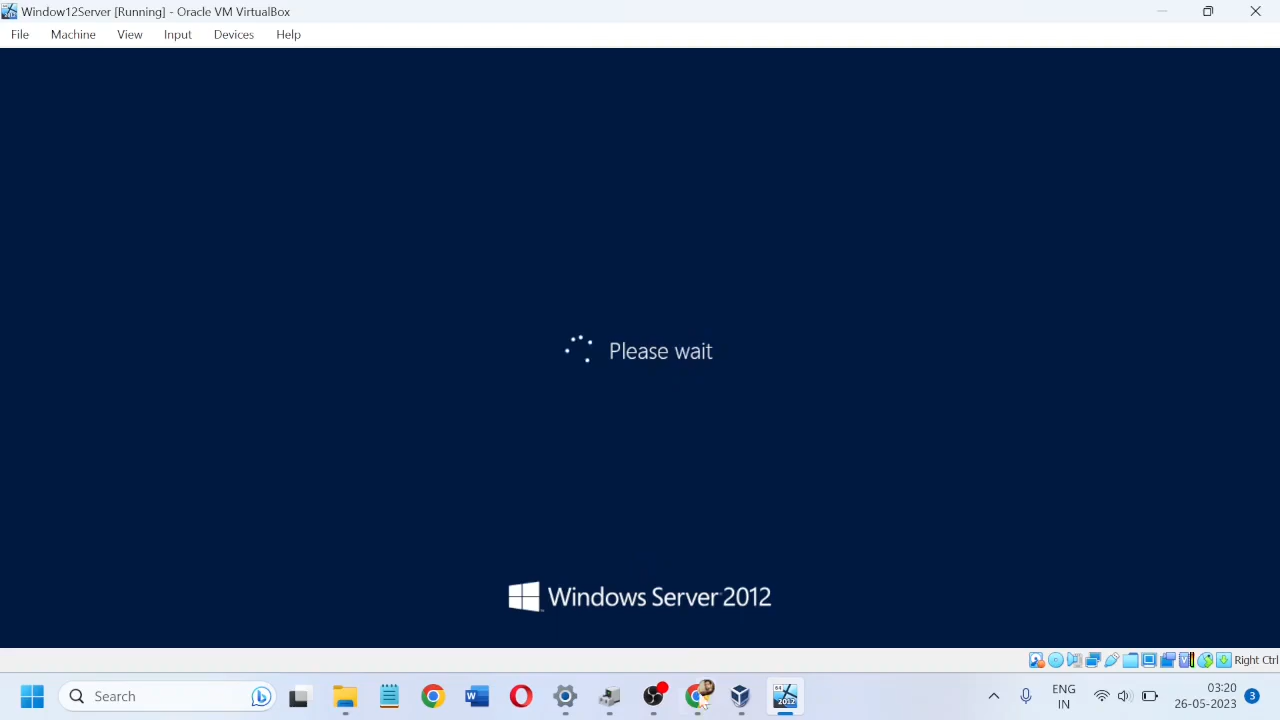 Window12Server [Running] - Oracle VM VirtualBox
File Machine View Input Devices Help
Please wait
Windows Server 2012
Right Ctrl
Search
ENG
IN
03:20
26-05-2023
3